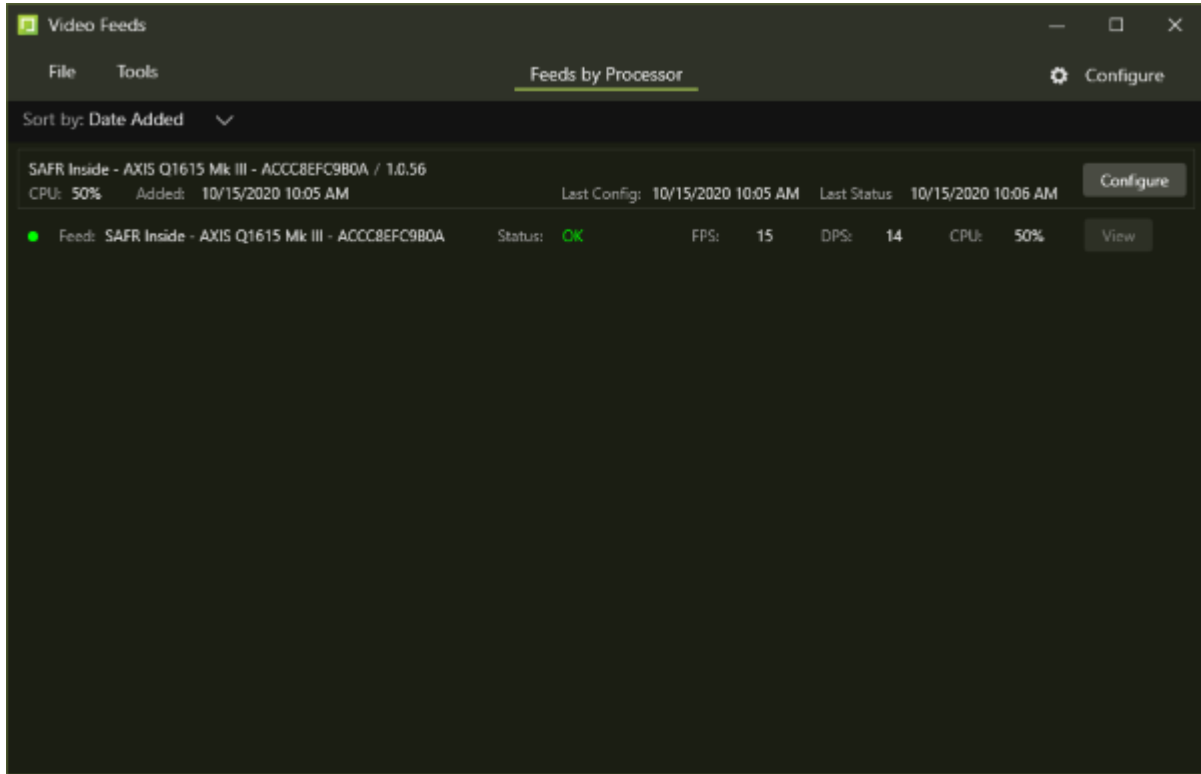 Video Feeds
File Tools Feeds by Processor Configure
Sort by: Date Added
SAFR Inside - AXIS Q1615 Mk III - ACCC8EFC9B0A / 1.0.56
CPU: 50% Added: 10/15/2020 10:05 AM Last Config: 10/15/2020 10:05 AM Last Status 10/15/2020 10:06 AM Configure
Feed: SAFR Inside - AXIS Q1615 Mk III - ACCC8EFC9B0A Status: OK FPS: 15 DPS: 14 CPU: 50% View